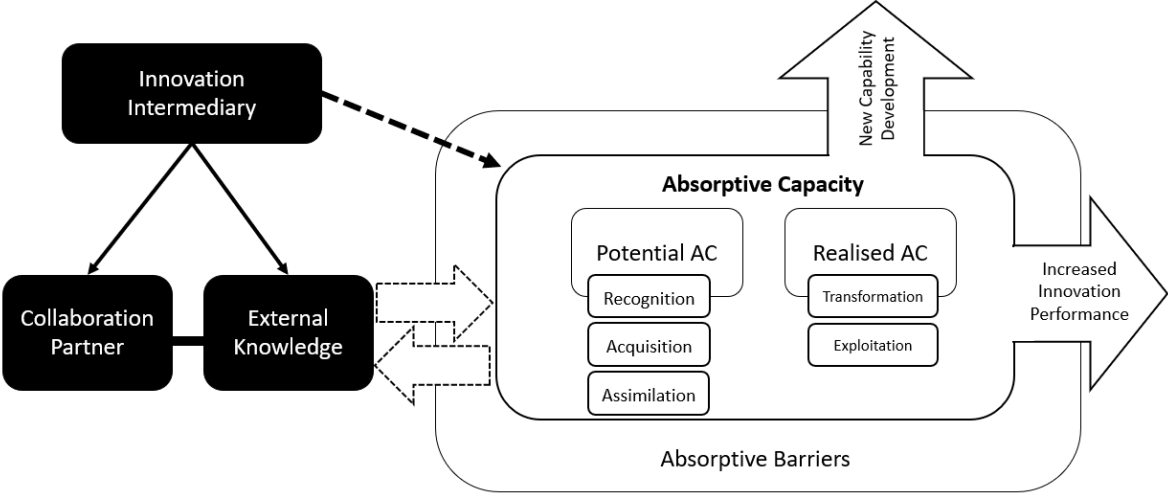 Innovation
Intermediary
Collaboration
Partner
External
Knowledge
New Capability
Development
Absorptive Capacity
Potential AC
Recognition
Acquisition
Assimilation
Realised AC
Transformation
Exploitation
Increased
Innovation
Performance
Absorptive Barriers